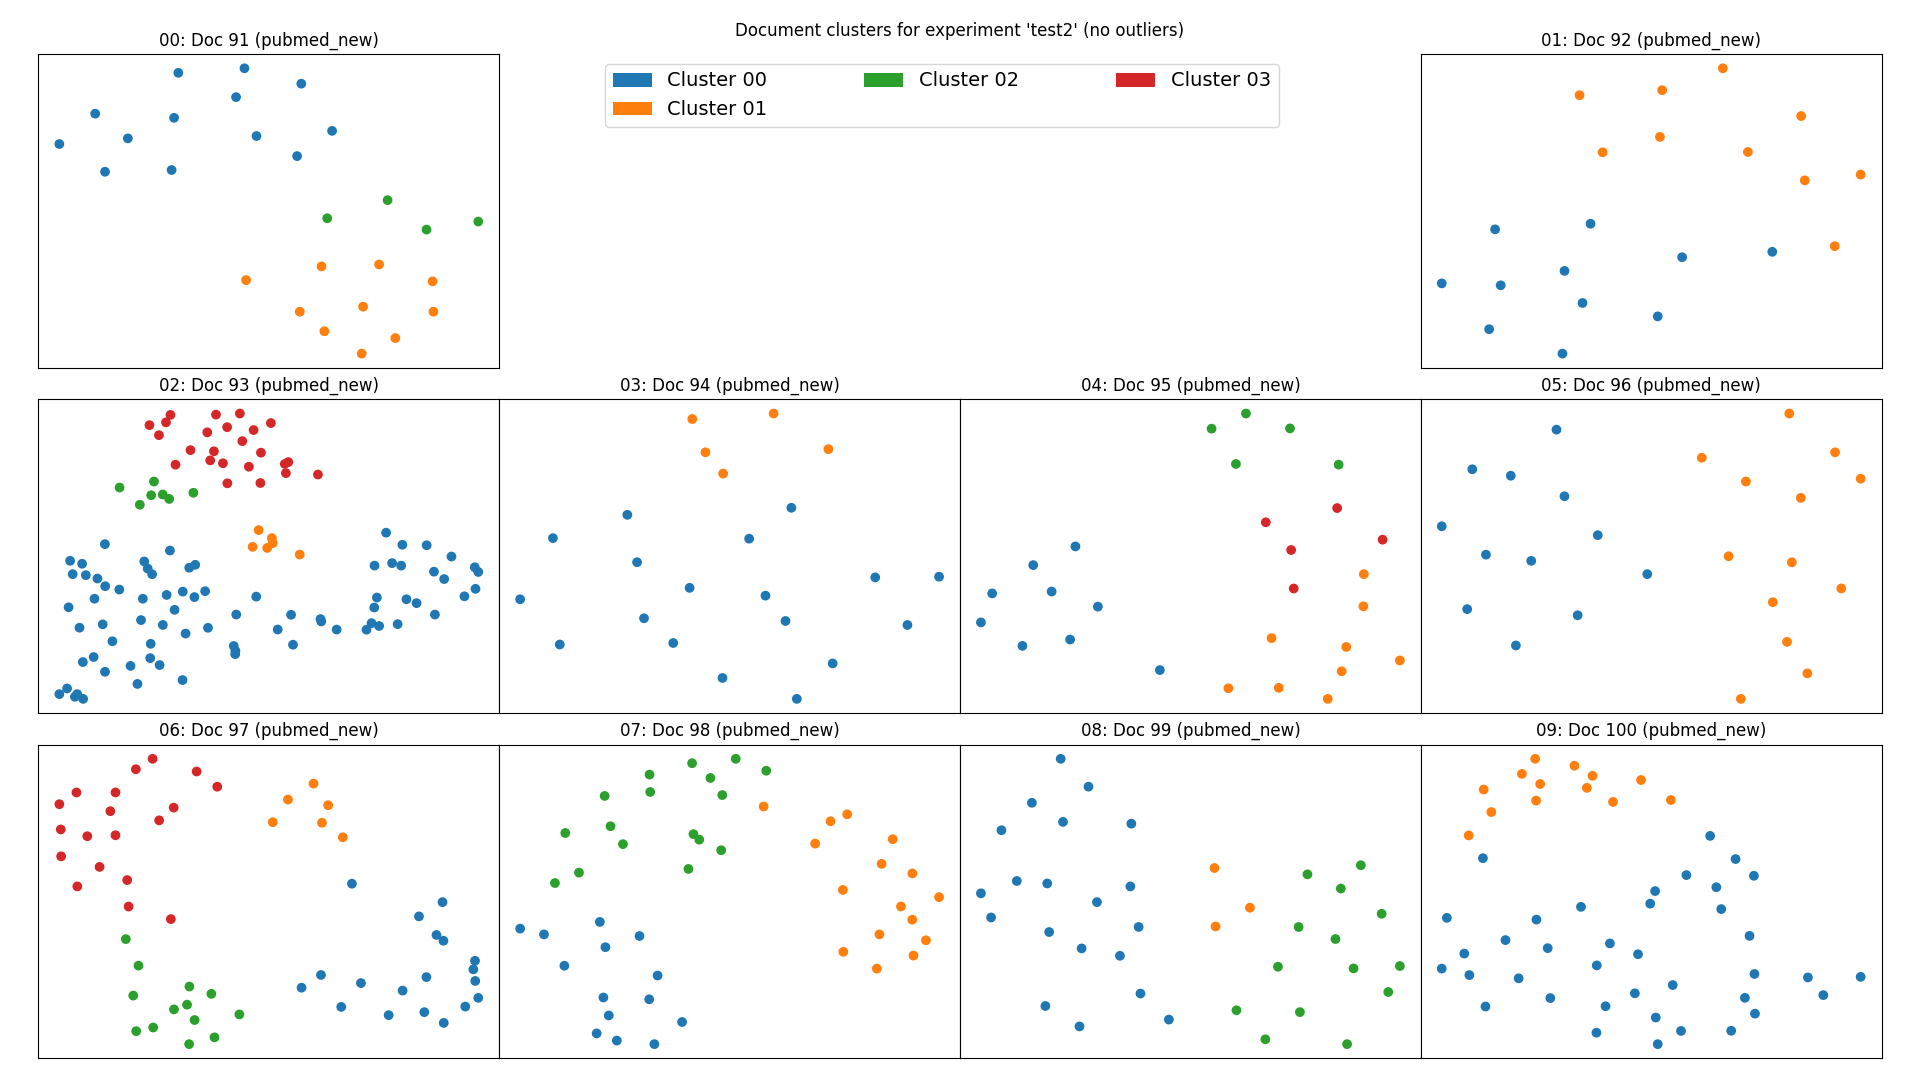 Document clusters for experiment 'test2' (no outliers)
00: Doc 91 (pubmed_new)
01: Doc 92 (pubmed_new)
Cluster 00
Cluster 02
Cluster 03
Cluster 01
02: Doc 93 (pubmed_new)
03: Doc 94 (pubmed_new)
04: Doc 95 (pubmed_new)
05: Doc 96 (pubmed_new)
06: Doc 97 (pubmed_new)
07: Doc 98 (pubmed_new)
08: Doc 99 (pubmed_new)
09: Doc 100 (pubmed_new)